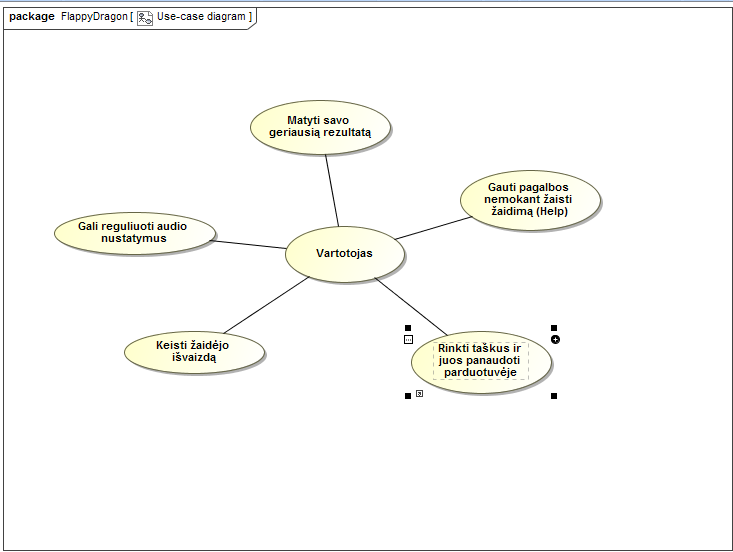 package FlappyDragon [ Use-case diagram ]
Matyti savo
geriausią rezultatą
Gauti pagalbos
nemokant žaisti
žaidimą (Help)
Gali reguliuoti audio
nustatymus
Vartotojas
Keisti žaidėjo
išvaizdą
Rinkti taškus ir
juos panaudoti
parduotuvėje